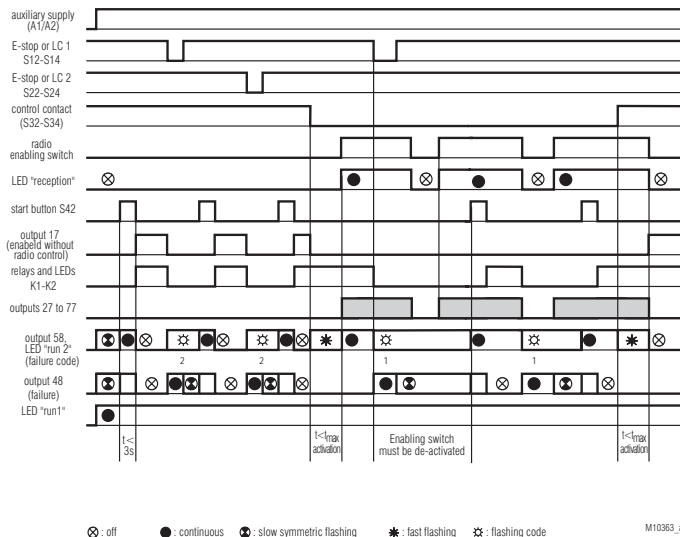 auxiliary supply
(A1/A2)
E-stop or LC 1
S12-S14
E-stop or LC 2
S22-S24
control contact
(S32-S34)
radio
enabling switch
LED "reception"
start button S42
output 17
(enabeld without
radio control)
relays and LEDs
K1-K2
outputs 27 to 77
output 58,
LED "run 2"
(failure code)
2
2
1
1
output 48
(failure)
LED "run1"
t<
3s
t<tmax
activation
Enabling switch
must be de-activated
t<tmax
activation
: off
: continuous
: slow symmetric flashing
: fast flashing
: flashing code